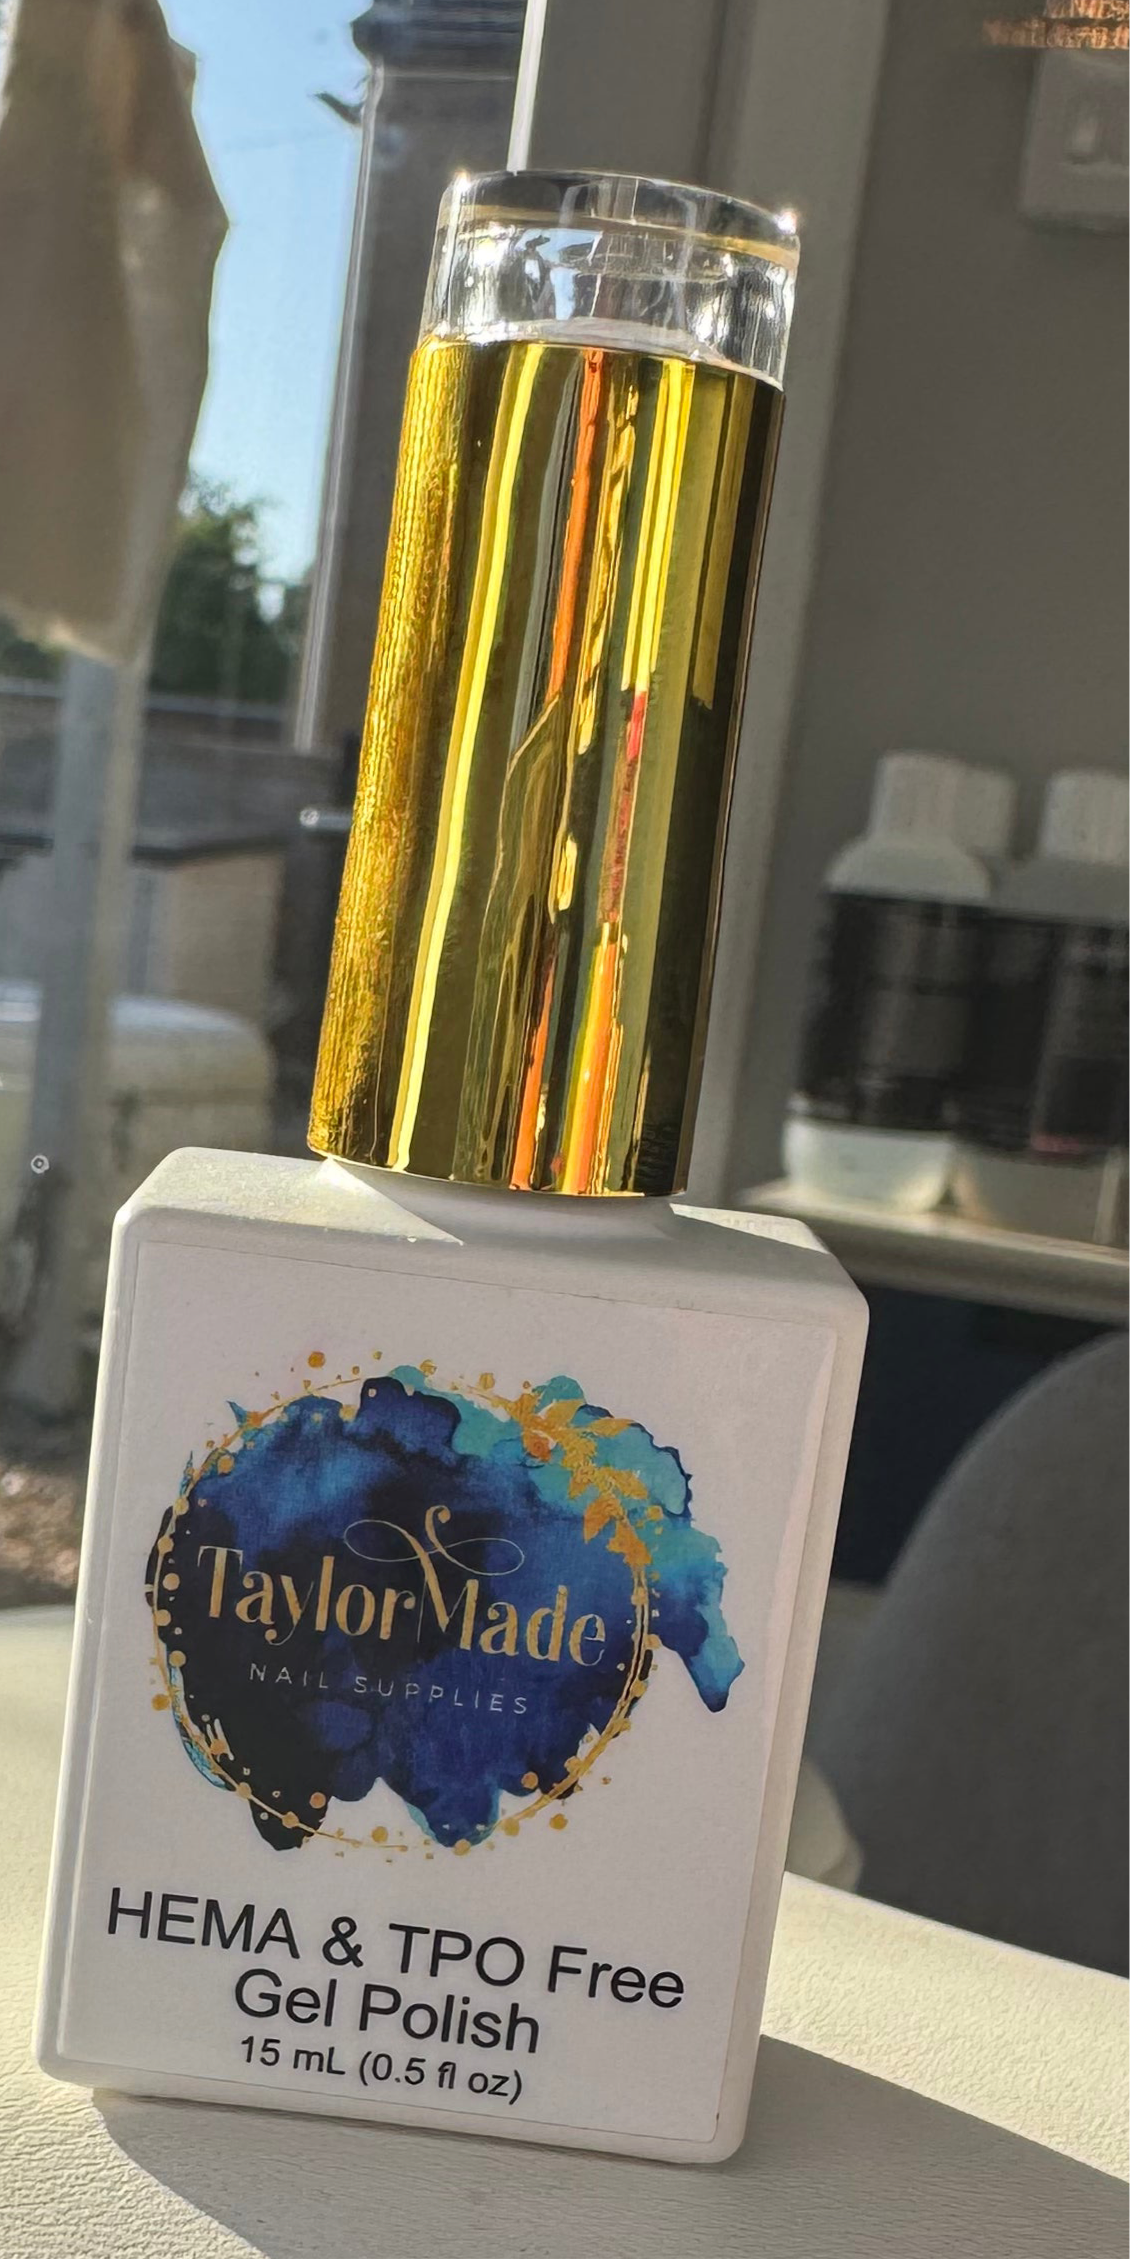 TaylorMade
NAIL SUPPLIES
HEMA & TPO Free
Gel Polish
15 mL (0.5 fl oz)